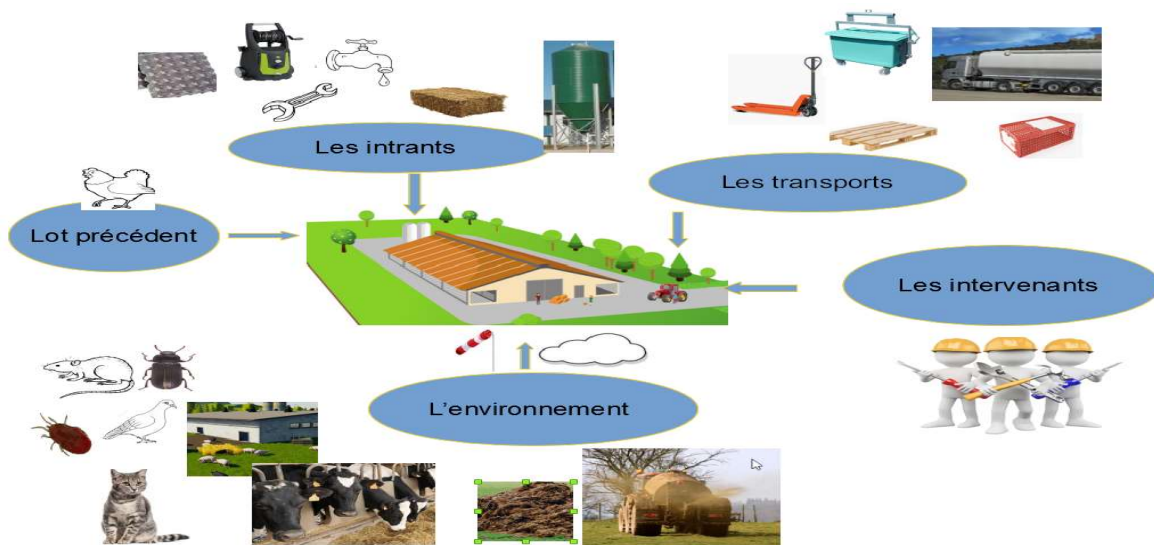 Les intrants
Les transports
Lot précédent
Les intervenants
L'environnement